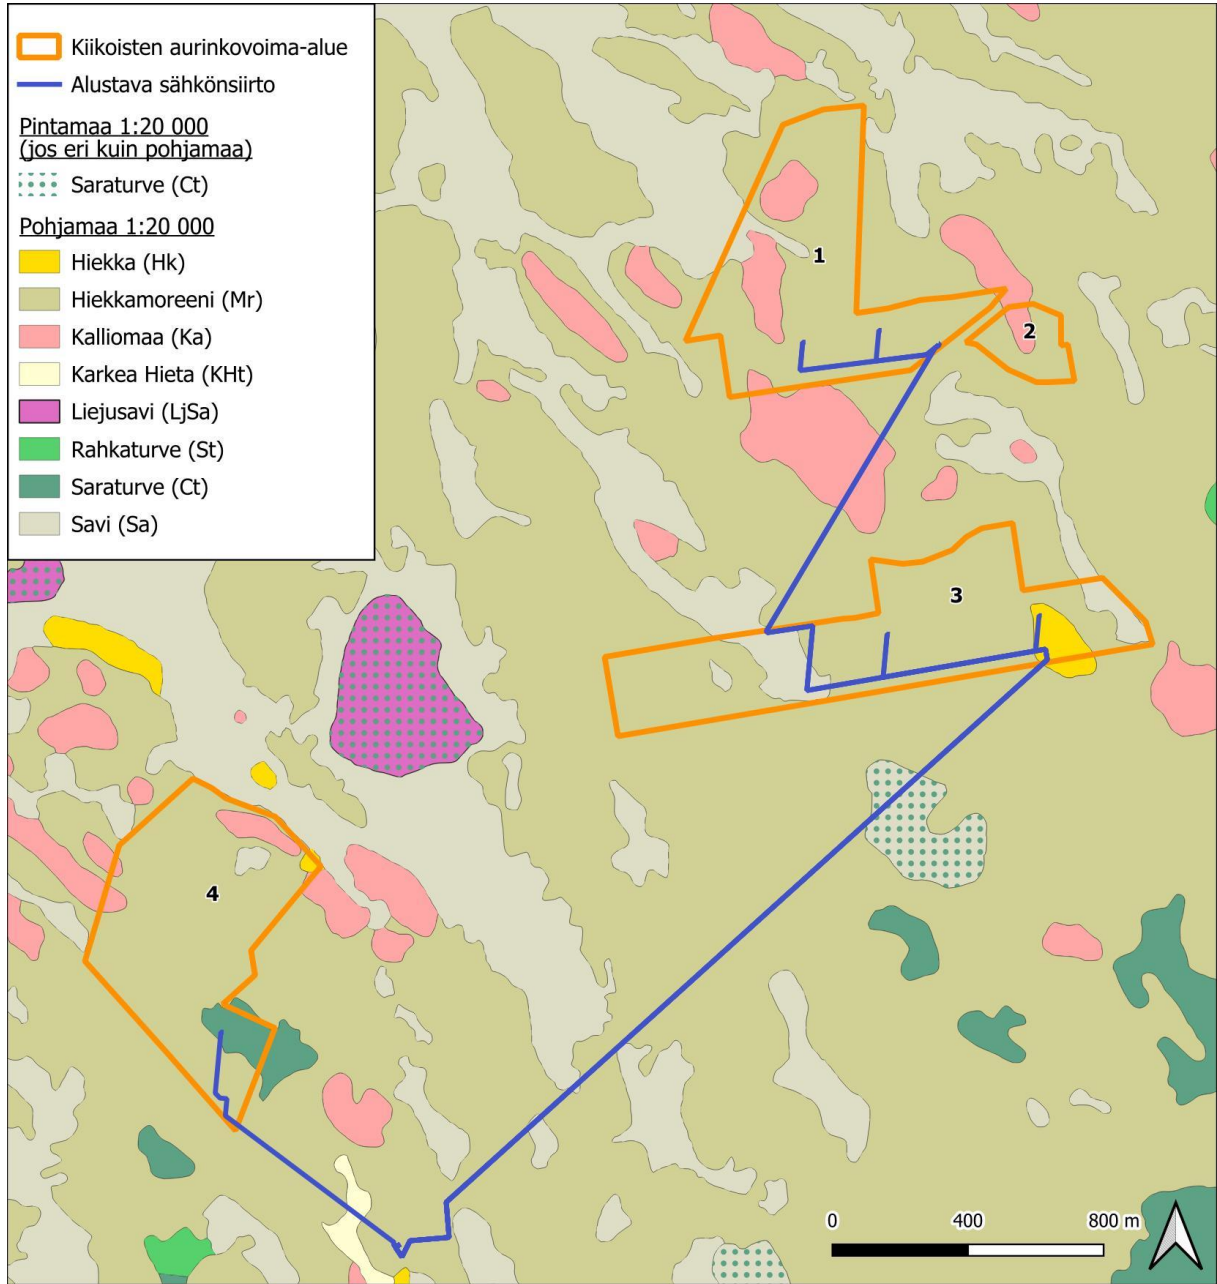 Kiikoisten aurinkovoima-alue
Alustava sähkönsiirto
Pintamaa 1:20 000
(jos eri kuin pohjamaa)
Saraturve (Ct)
Pohjamaa 1:20 000
Hiekka (Hk)
Hiekkamoreeni (Mr)
Kalliomaa (Ka)
Karkea Hieta (KHt)
Liejusavi (LjSa)
Rahkaturve (St)
Saraturve (Ct)
Savi (Sa)
1
2
3
4
0 400 800 m